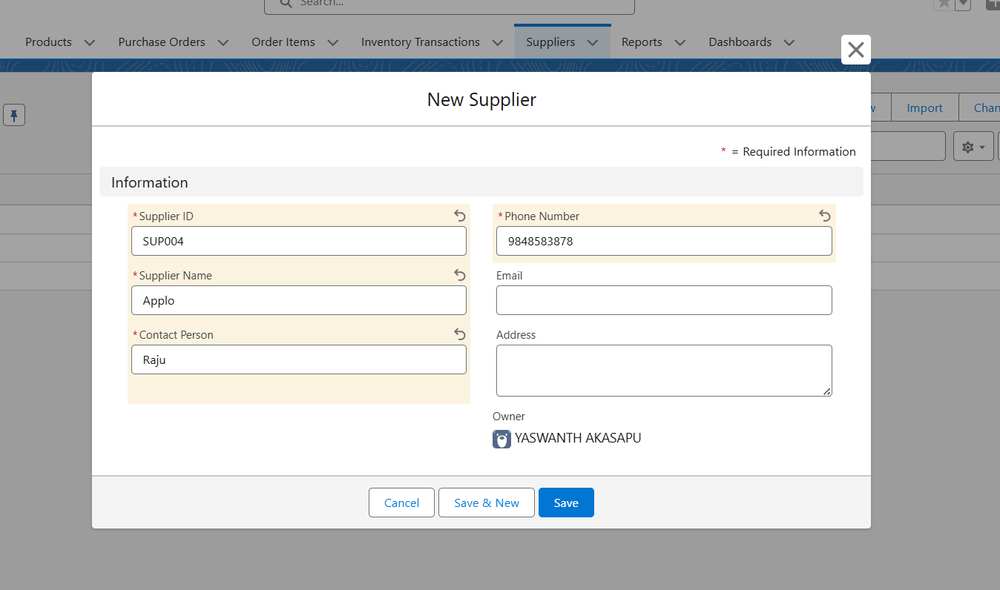 Search...
Products
Purchase Orders
Order Items
Inventory Transactions
Suppliers
Reports
Dashboards
Import
New Supplier
* = Required Information
Information
*Supplier ID
SUP004
*Phone Number
9848583878
*Supplier Name
Applo
Email
*Contact Person
Raju
Address
Owner
YASWANTH AKASAPU
Cancel
Save & New
Save